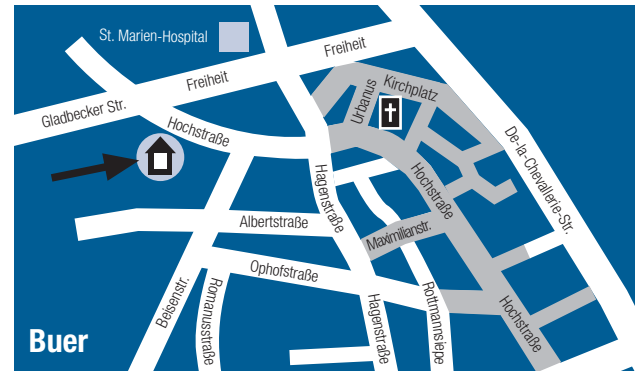 St. Marien-Hospital
Freiheit
Freiheit
Gladbecker Str.
Hochstraße
Urbanus
Kirchplatz
De-la-Chevallerie-Str.
Hagenstraße
Hochstraße
Albertstraße
Maximilianstr.
Ophofstraße
Beisenstr.
Romanusstraße
Hagenstraße
Rottmannsiepe
Hochstraße
Buer